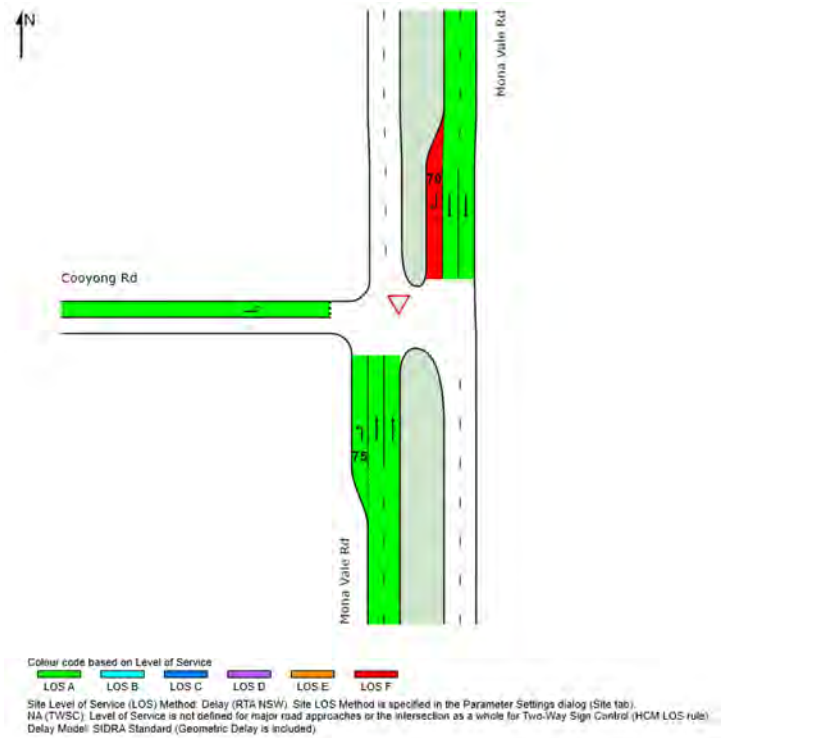 N
Mona Vale Rd
70
Cooyong Rd
75
Mona Vale Rd
Colour code based on Level of Service
LOS A LOS B LOS C LOS D LOS E LOS F
Site Level of Service (LOS) Method: Delay (RTA NSW). Site LOS Method is specified in the Parameter Settings dialog (Site tab).
NA (TWSC): Level of Service is not defined for major road approaches or the intersection as a whole for Two-Way Sign Control (HCM LOS rule)
Delay Model: SIDRA Standard (Geometric Delay is included)